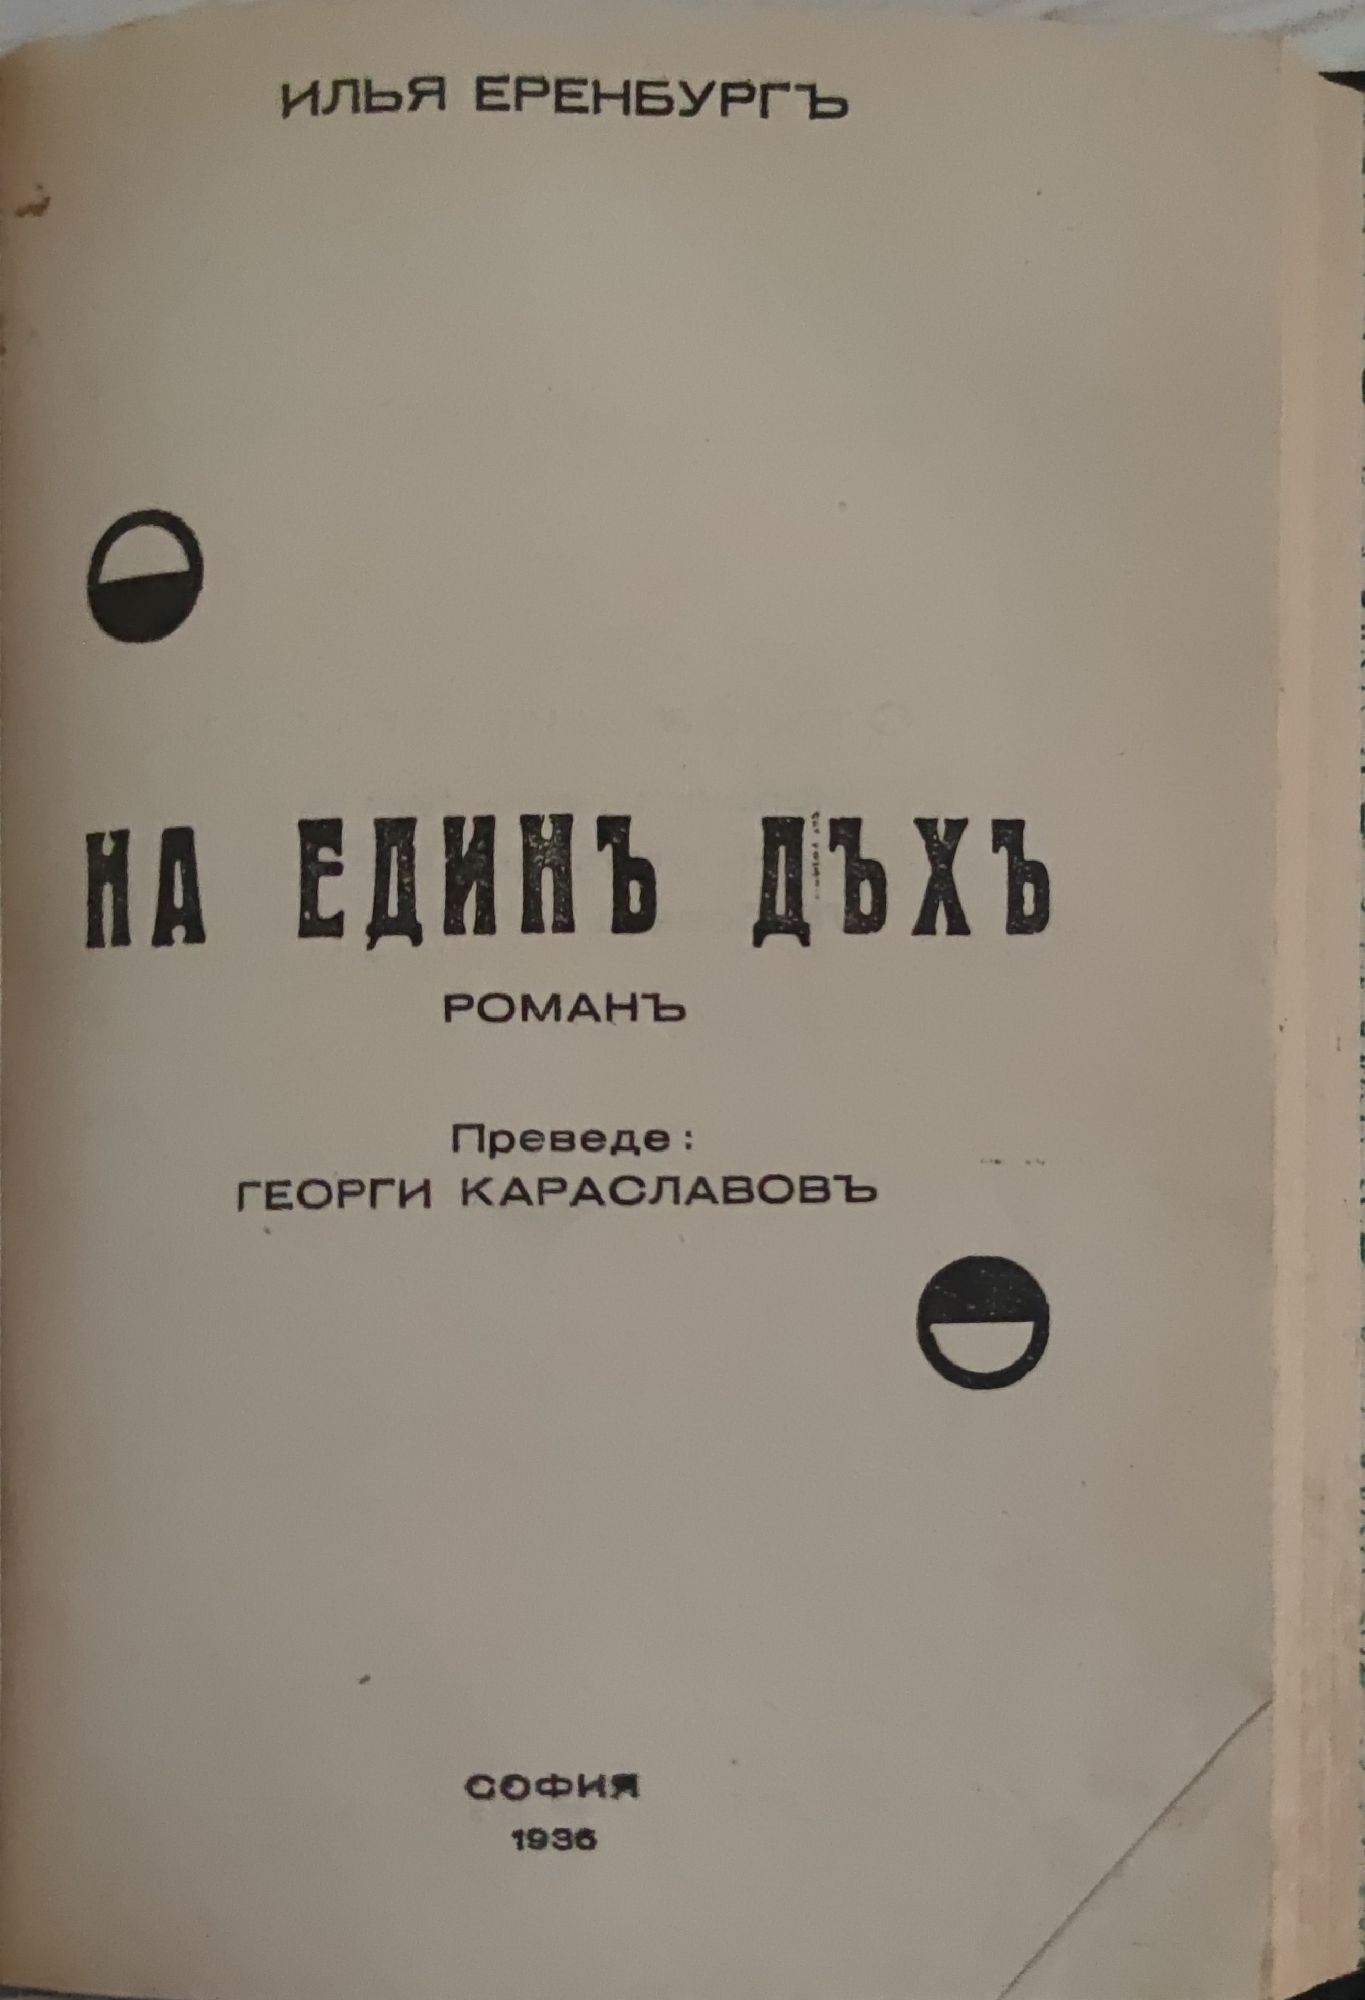 ИЛЬЯ ЕРЕНБУРГЪ
НА ЕДИНЪ ДЪХЪ
РОМАНЪ
Преведе:
ГЕОРГИ КАРАСЛАВОВЪ
СОФИЯ
1936